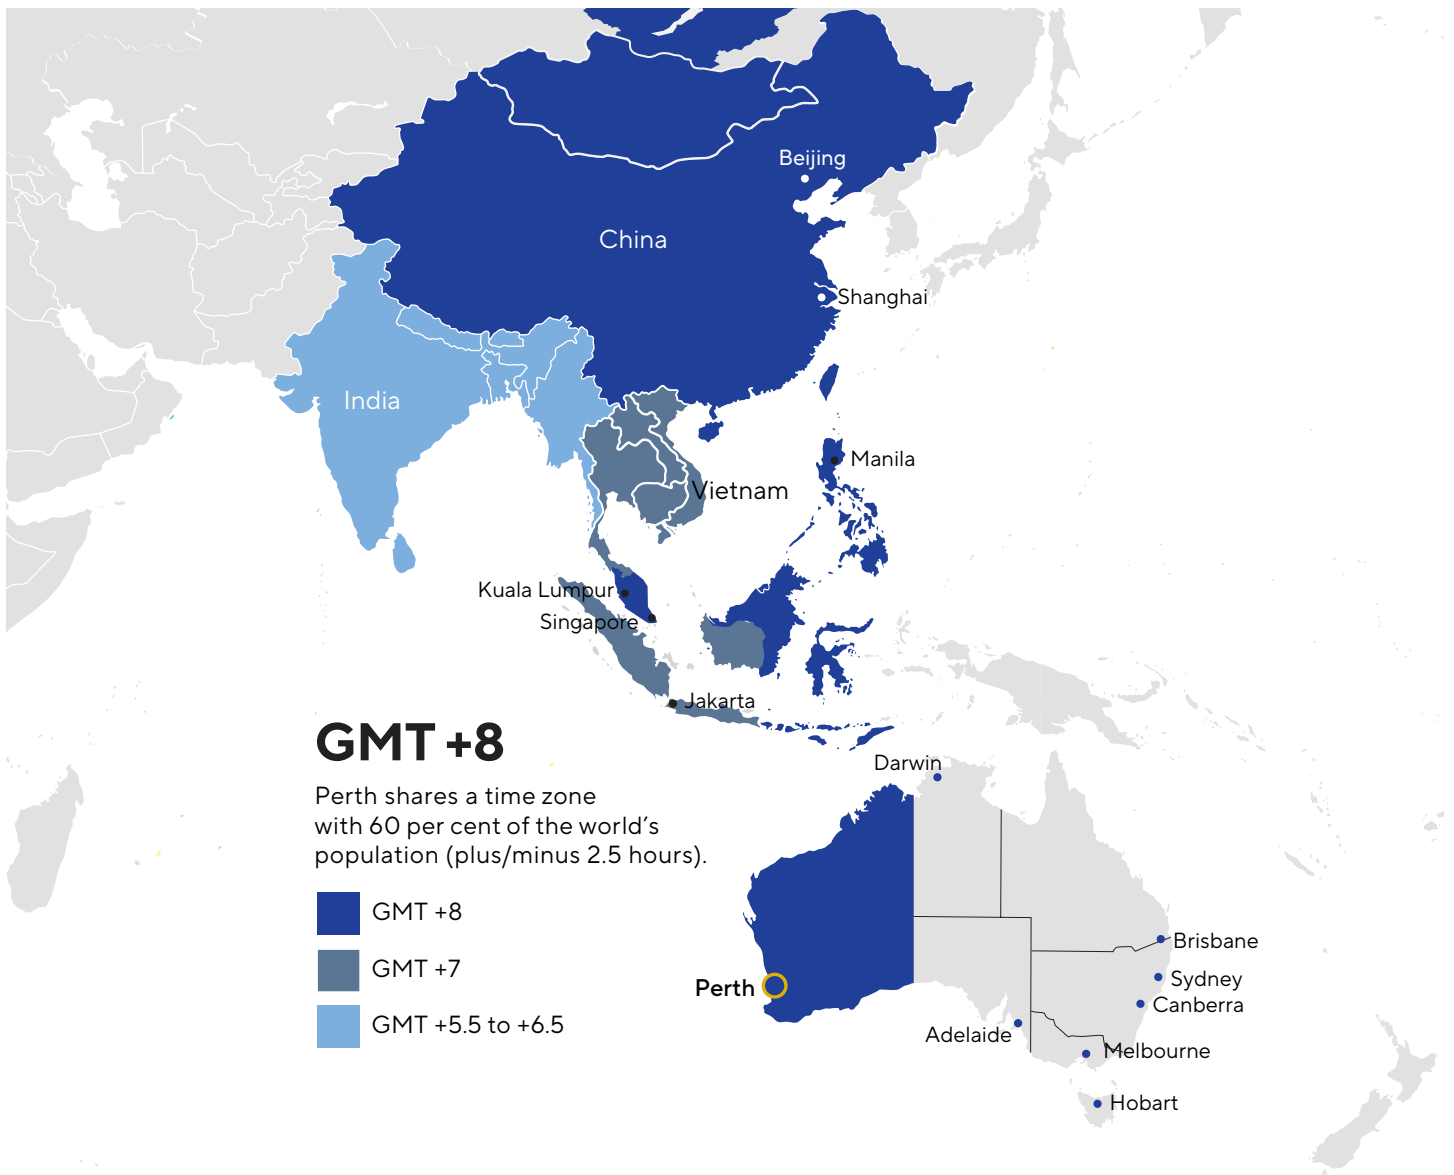 Beijing
China
Shanghai
India
Manila
Vietnam
Kuala Lumpur
Singapore
Jakarta
GMT +8
Perth shares a time zone
with 60 per cent of the world’s
population (plus/minus 2.5 hours).
GMT +8
GMT +7
GMT +5.5 to +6.5
Darwin
Brisbane
Sydney
Perth
Canberra
Adelaide
Melbourne
Hobart